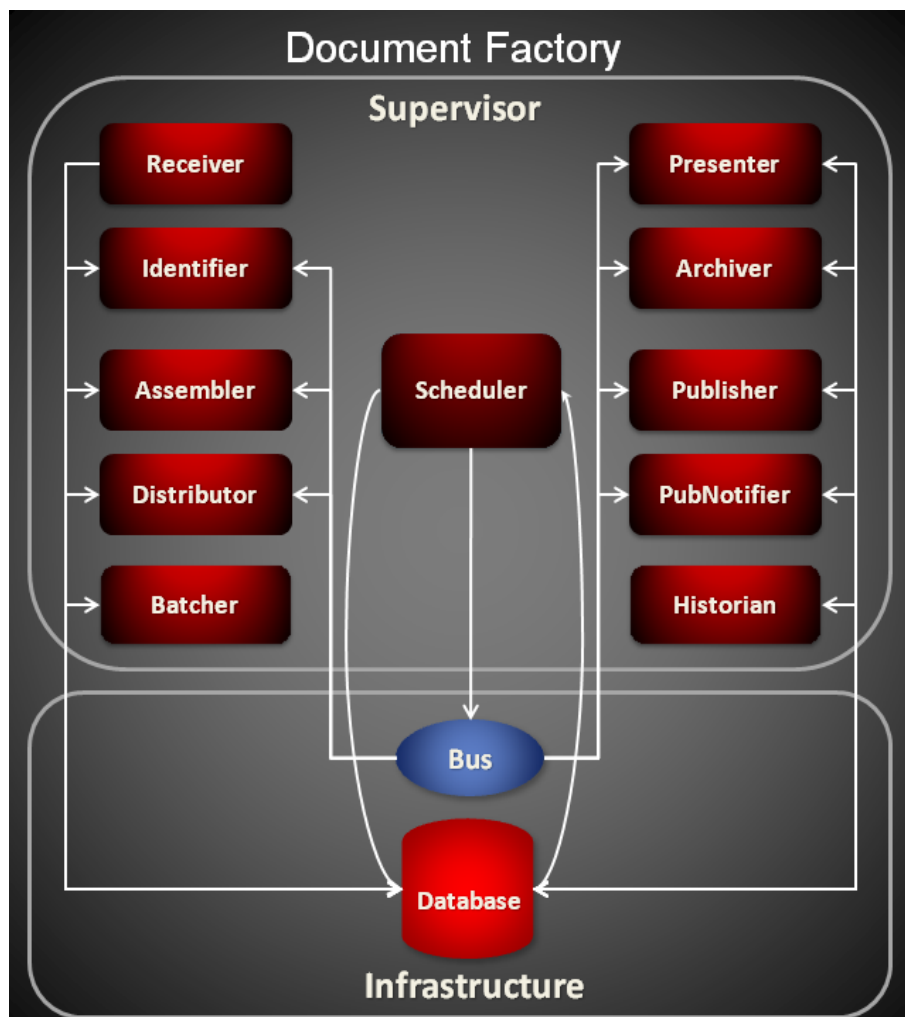 Document Factory
Supervisor
Receiver
Presenter
Identifier
Archiver
Assembler
Scheduler
Publisher
Distributor
PubNotifier
Batcher
Historian
Bus
Database
Infrastructure